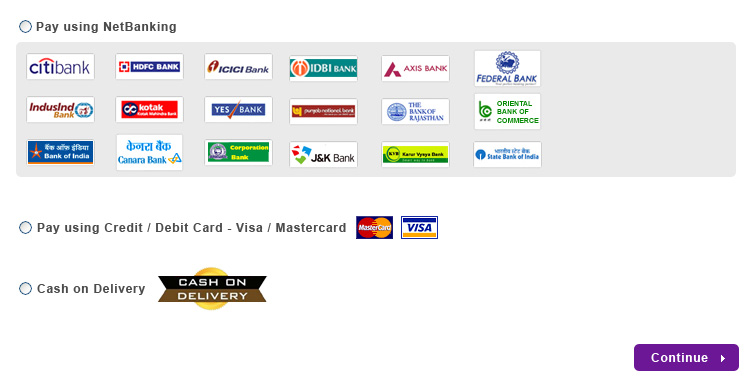 Pay using NetBanking
citibank
HDFC BANK
ICICI Bank
IDBI BANK
AXIS BANK
FEDERAL BANK
IndusInd Bank
kotak
Kotak Mahindra Bank
YES BANK
punjab national bank
THE
BANK OF
RAJASTHAN
ORIENTAL
BANK OF
COMMERCE
बैंक ऑफ़ इंडिया
Bank of India
केनरा बैंक
Canara Bank
Corporation
Bank
J&K Bank
KVB
Karur Vysya Bank
भारतीय स्टेट बैंक
State Bank of India
Pay using Credit / Debit Card - Visa / Mastercard
MasterCard
VISA
Cash on Delivery
CASH ON
DELIVERY
Continue